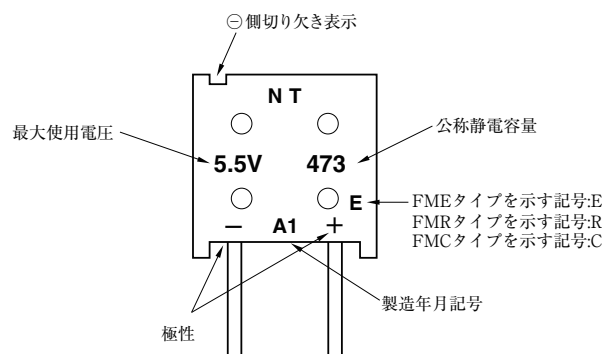 ⊖側切り欠き表示
N T
最大使用電圧
公称静電容量
5.5V 473
E
FMEタイプを示す記号:E
FMRタイプを示す記号:R
FMCタイプを示す記号:C
− A1 +
製造年月記号
極性